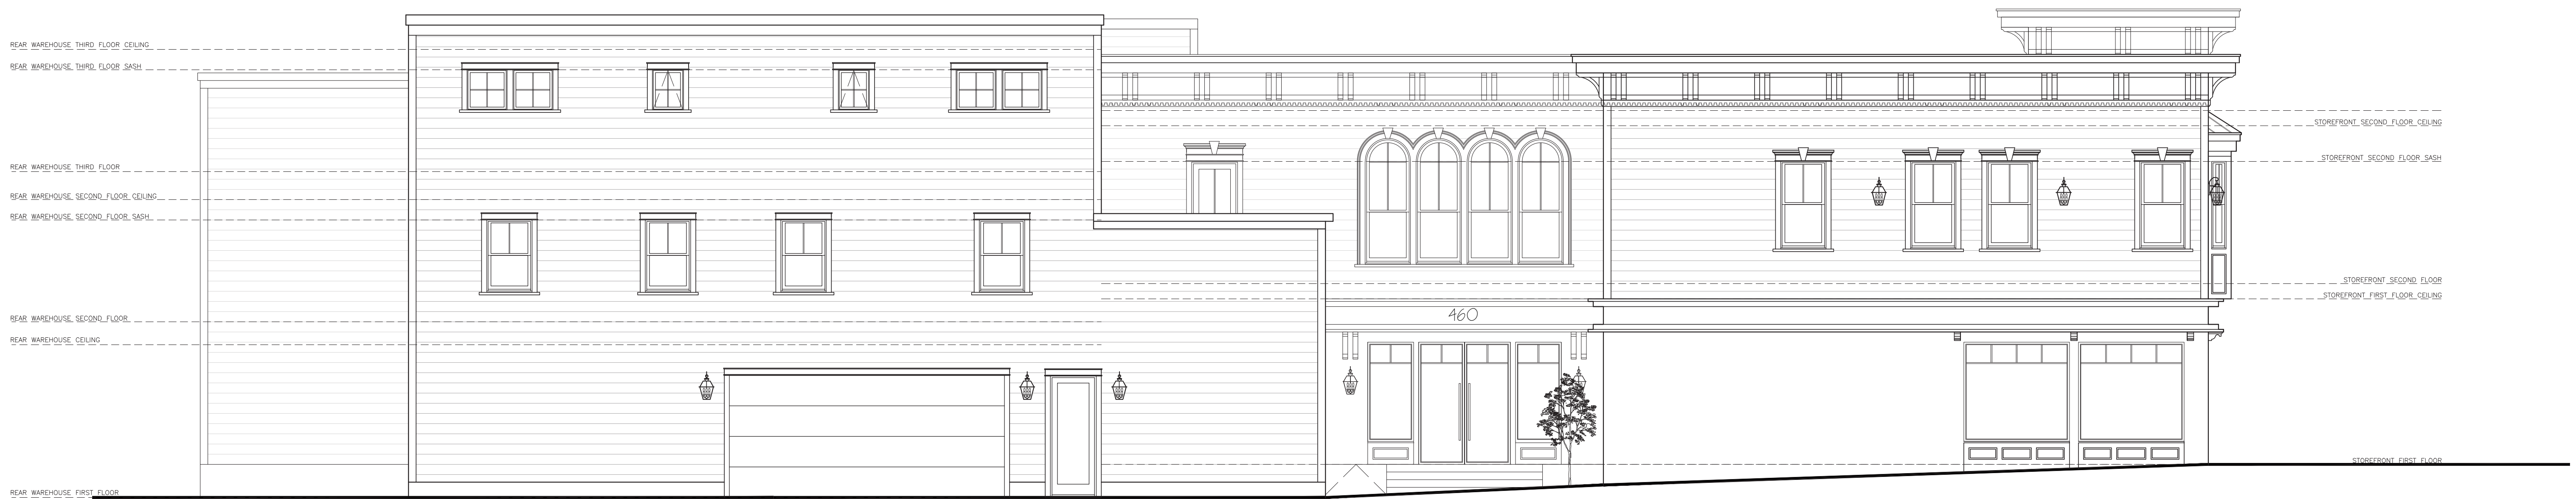 REAR WAREHOUSE THIRD FLOOR CEILING
REAR WAREHOUSE THIRD FLOOR SASH
REAR WAREHOUSE THIRD FLOOR
REAR WAREHOUSE SECOND FLOOR CEILING
REAR WAREHOUSE SECOND FLOOR SASH
REAR WAREHOUSE SECOND FLOOR
REAR WAREHOUSE CEILING
REAR WAREHOUSE FIRST FLOOR
460
STOREFRONT SECOND FLOOR CEILING
STOREFRONT SECOND FLOOR SASH
STOREFRONT SECOND FLOOR
STOREFRONT FIRST FLOOR CEILING
STOREFRONT FIRST FLOOR